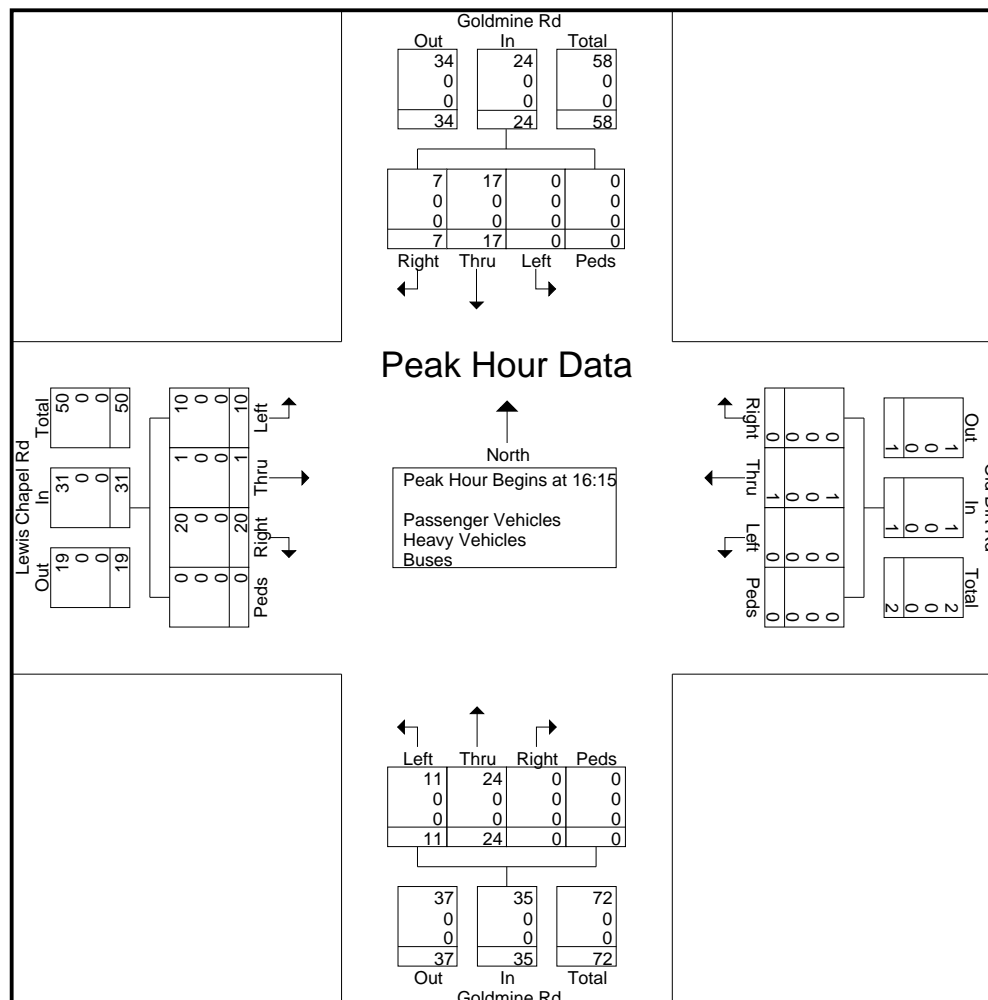 Goldmine Rd
Out In Total
34 24 58
0 0 0
0 0 0
34 24 58
7 17 0 0
0 0 0 0
0 0 0 0
7 17 0 0
Right Thru Left Peds
Peak Hour Data
North
Peak Hour Begins at 16:15
Passenger Vehicles
Heavy Vehicles
Buses
Lewis Chapel Rd
Out In Total
19 31 50
0 0 0
0 0 0
19 31 50
Peds Right Thru Left
0 20 1 10
0 0 0 0
0 0 0 0
0 20 1 10
Out In Total
1 1 2
0 0 0
0 0 0
1 1 2
Right Thru Left Peds
0 1 0 0
0 0 0 0
0 0 0 0
0 1 0 0
Left Thru Right Peds
11 24 0 0
0 0 0 0
0 0 0 0
11 24 0 0
37 35 72
0 0 0
0 0 0
37 35 72
Out In Total
Goldmine Rd